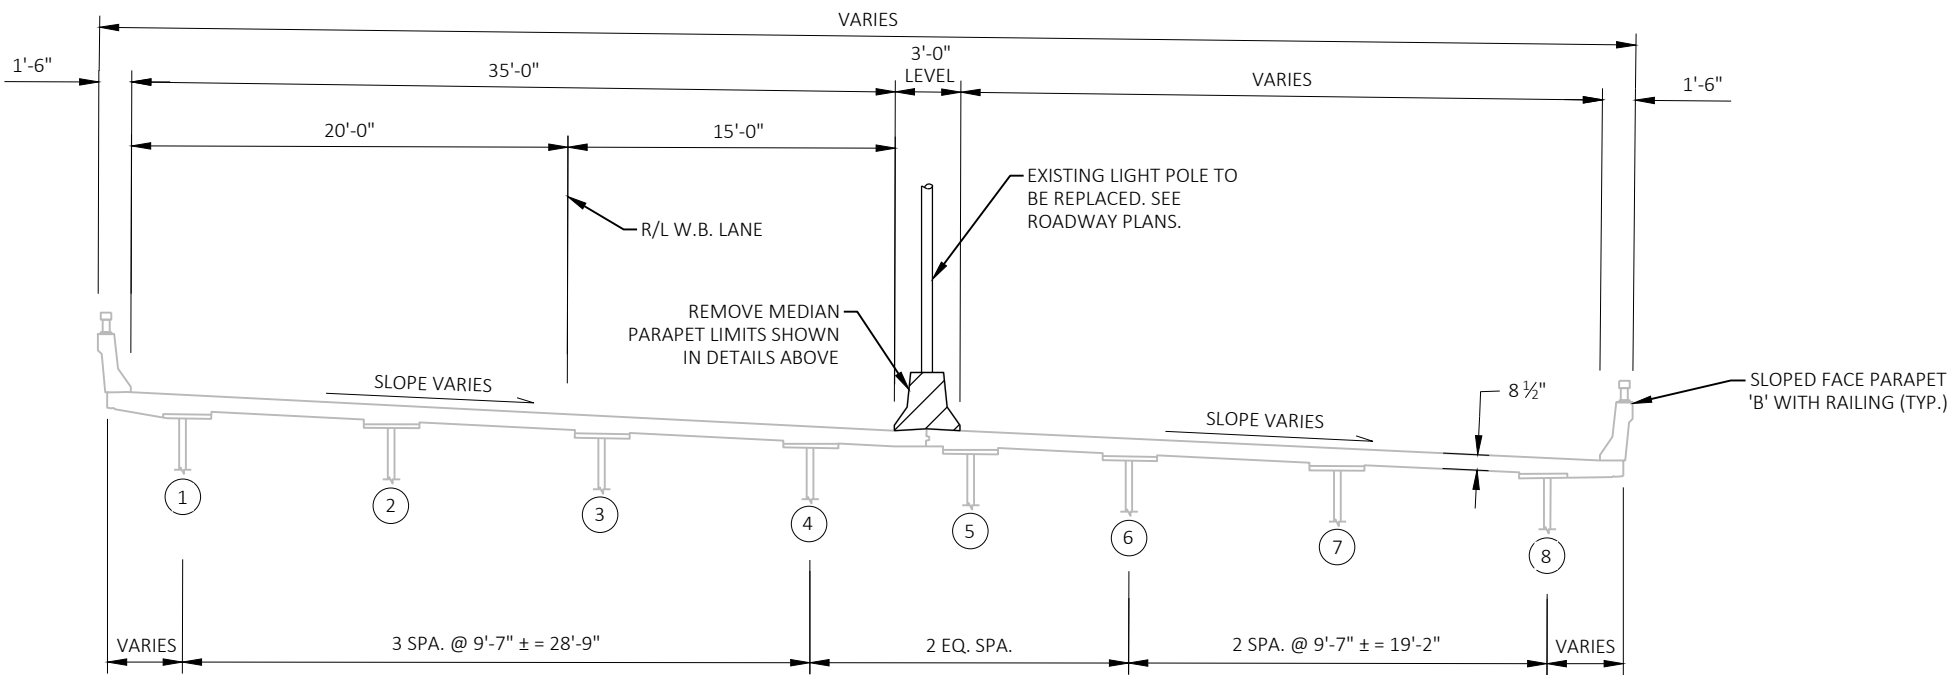 VARIES
1'-6"
35'-0"
3'-0"
LEVEL
VARIES
1'-6"
20'-0"
15'-0"
EXISTING LIGHT POLE TO
BE REPLACED. SEE
ROADWAY PLANS.
R/L W.B. LANE
REMOVE MEDIAN
PARAPET LIMITS SHOWN
IN DETAILS ABOVE
SLOPE VARIES
8 ½"
SLOPED FACE PARAPET
'B' WITH RAILING (TYP.)
SLOPE VARIES
1
2
3
4
5
6
7
8
VARIES
3 SPA. @ 9'-7" ± = 28'-9"
2 EQ. SPA.
2 SPA. @ 9'-7" ± = 19'-2"
VARIES